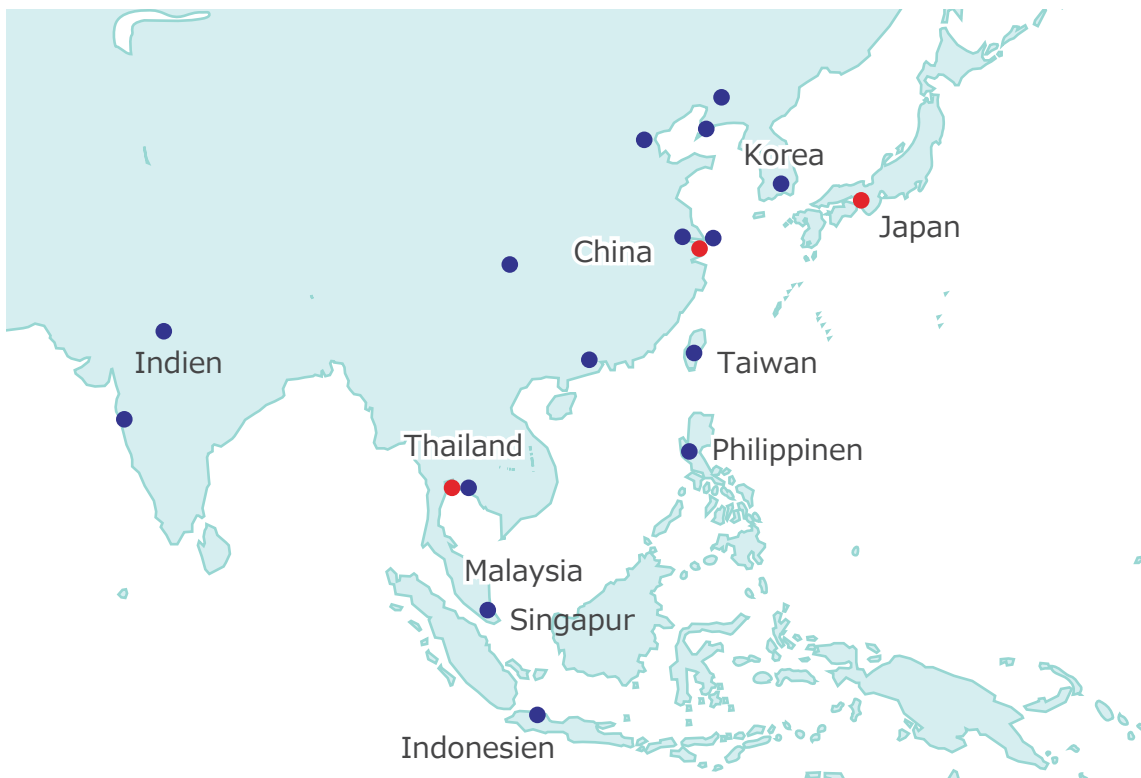 Korea
Japan
China
Indien
Taiwan
Thailand
Philippinen
Malaysia
Singapur
Indonesien